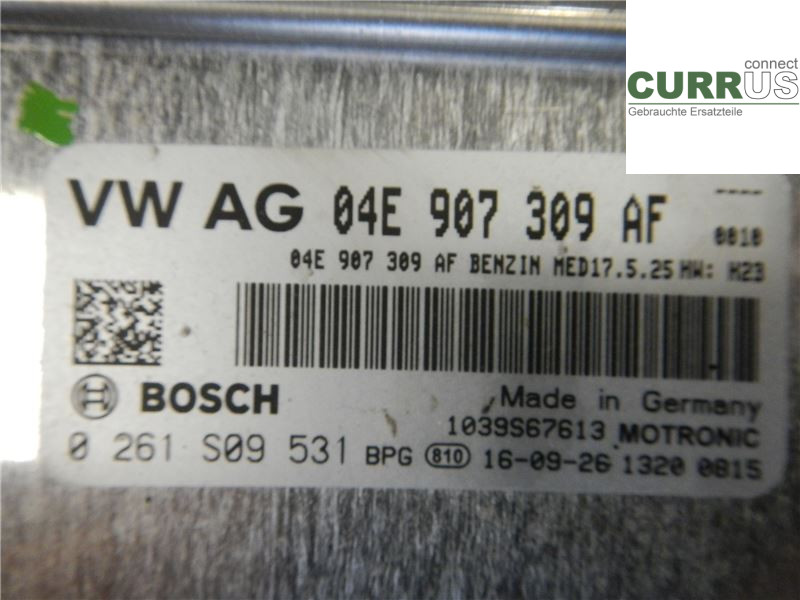 connect
CURRUS
Gebrauchte Ersatzteile
VW AG 04E 907 309 AF ----
0010
04E 907 309 AF BENZIN MED17.5.25 HW: H23
BOSCH
Made in Germany
1039S67613 MOTRONIC
0 261 S09 531 BPG 810 16-09-26 1320 0815